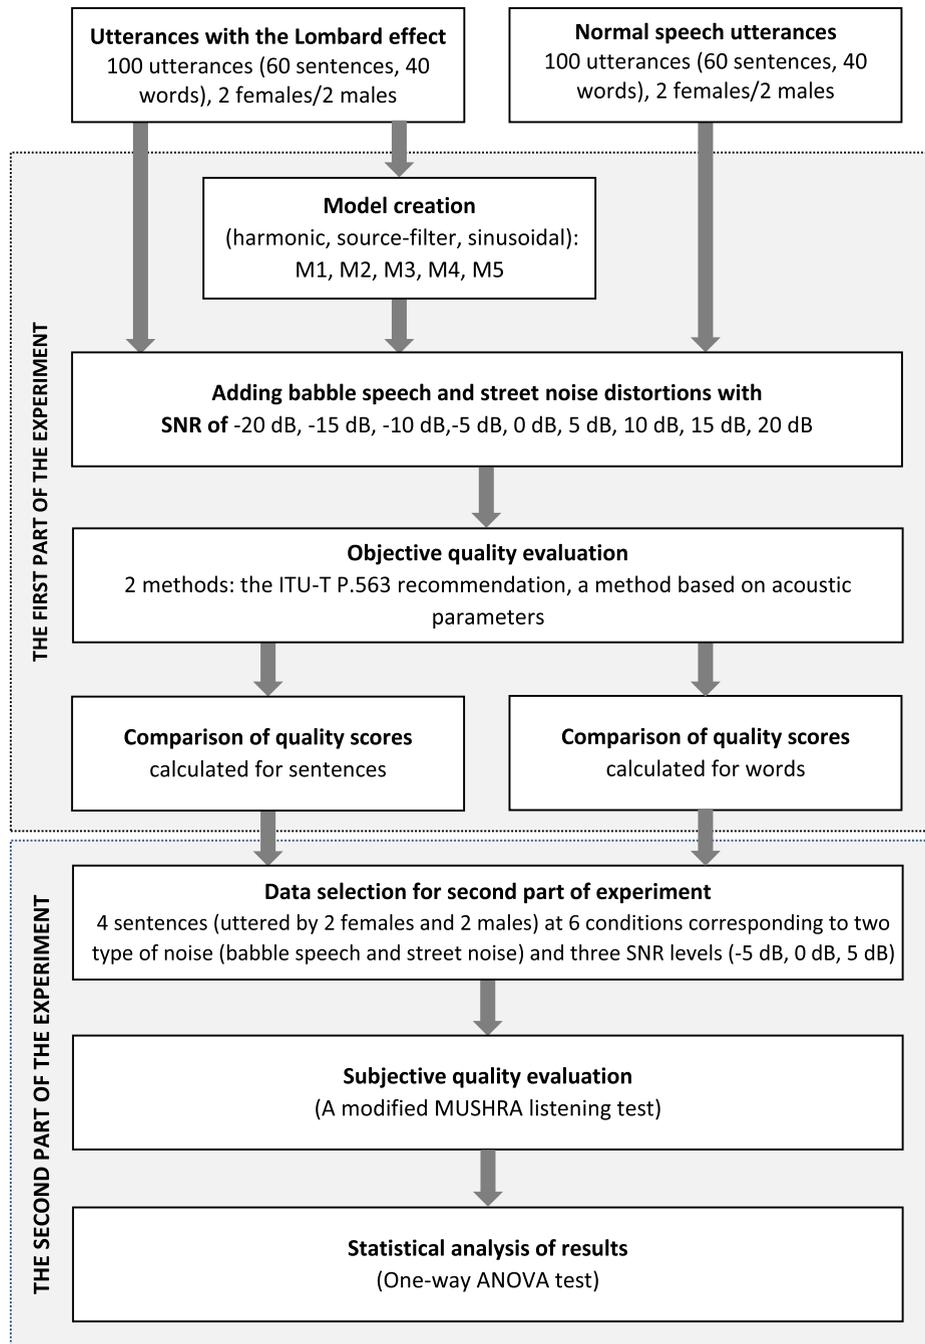 Utterances with the Lombard effect
100 utterances (60 sentences, 40
words), 2 females/2 males
Normal speech utterances
100 utterances (60 sentences, 40
words), 2 females/2 males
THE FIRST PART OF THE EXPERIMENT
Model creation
(harmonic, source-filter, sinusoidal):
M1, M2, M3, M4, M5
Adding babble speech and street noise distortions with
SNR of -20 dB, -15 dB, -10 dB,-5 dB, 0 dB, 5 dB, 10 dB, 15 dB, 20 dB
Objective quality evaluation
2 methods: the ITU-T P.563 recommendation, a method based on acoustic
parameters
Comparison of quality scores
calculated for sentences
Comparison of quality scores
calculated for words
THE SECOND PART OF THE EXPERIMENT
Data selection for second part of experiment
4 sentences (uttered by 2 females and 2 males) at 6 conditions corresponding to two
type of noise (babble speech and street noise) and three SNR levels (-5 dB, 0 dB, 5 dB)
Subjective quality evaluation
(A modified MUSHRA listening test)
Statistical analysis of results
(One-way ANOVA test)